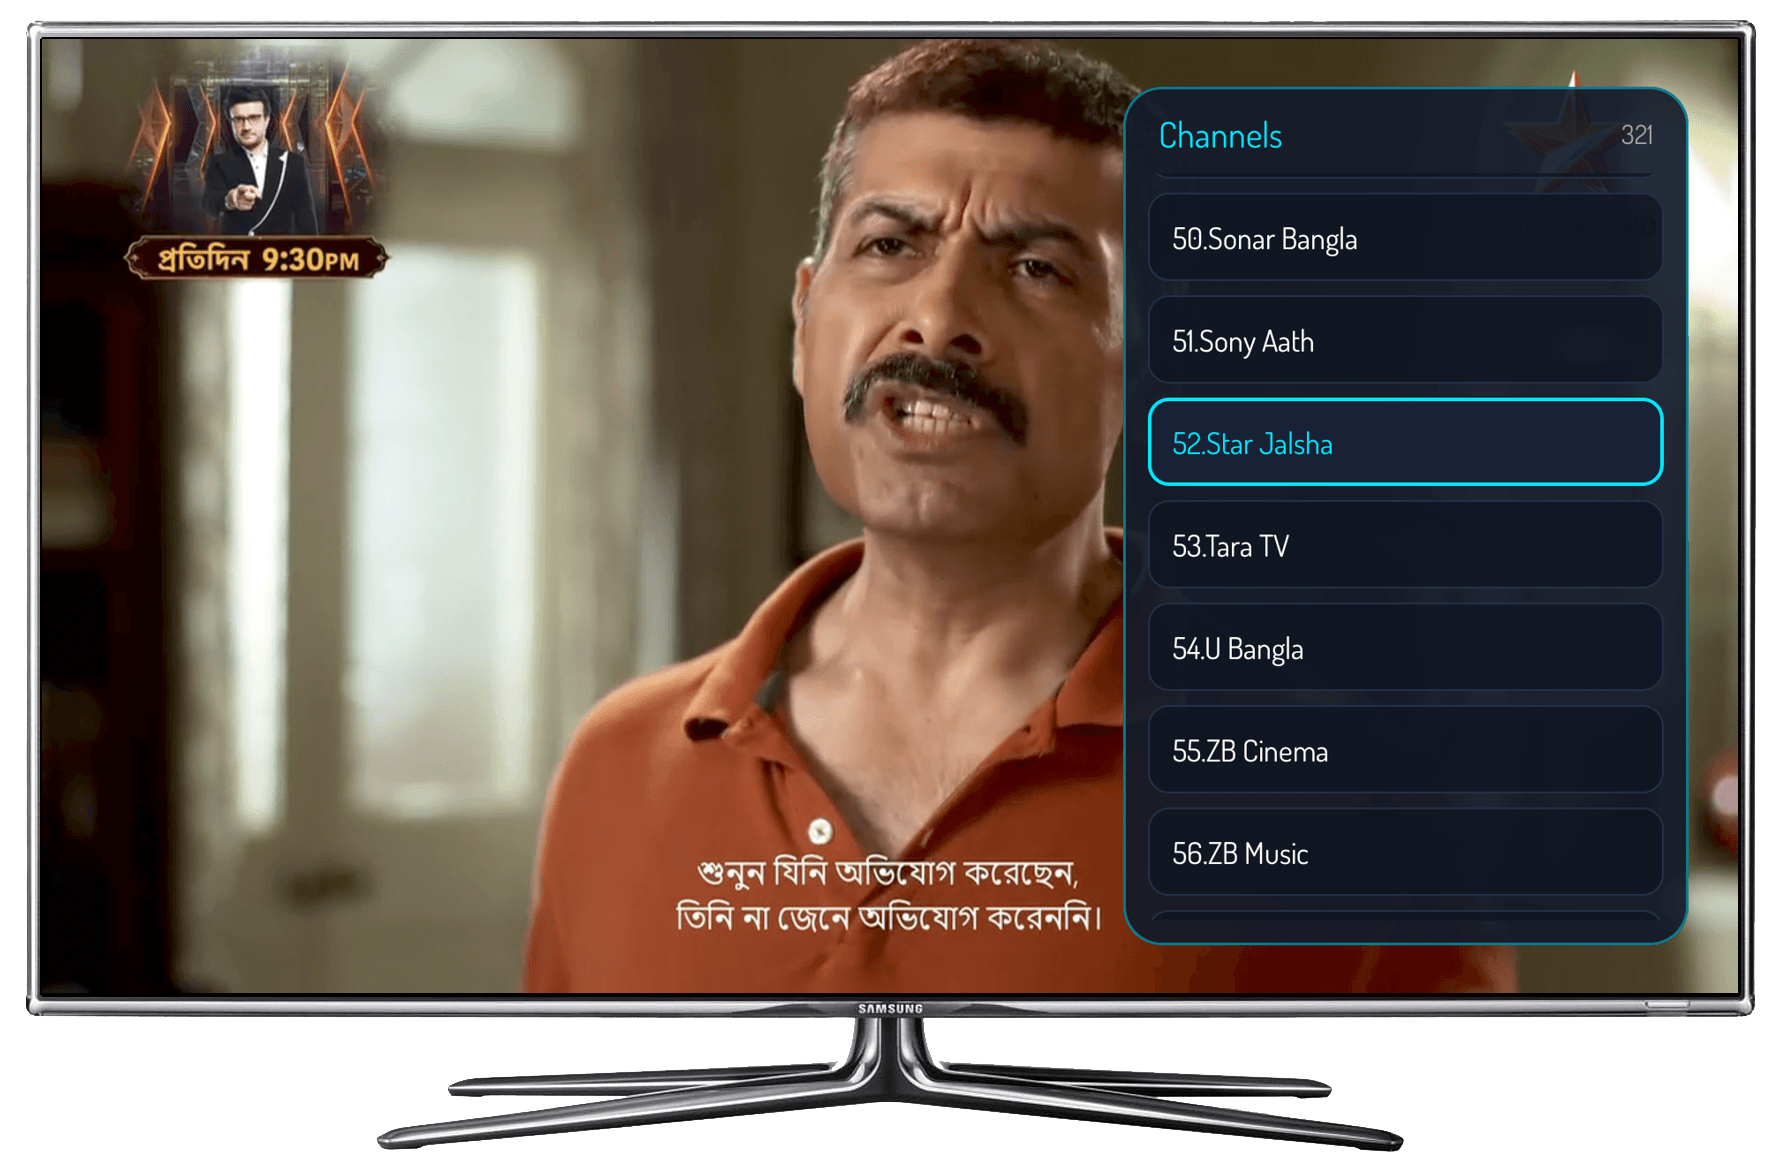 প্রতিদিন 9:30PM
Channels
321
50.Sonar Bangla
51.Sony Aath
52.Star Jalsha
53.Tara TV
54.U Bangla
55.ZB Cinema
56.ZB Music
শুনুন যিনি অভিযোগ করেছেন,
তিনি না জেনে অভিযোগ করেননি।
SAMSUNG